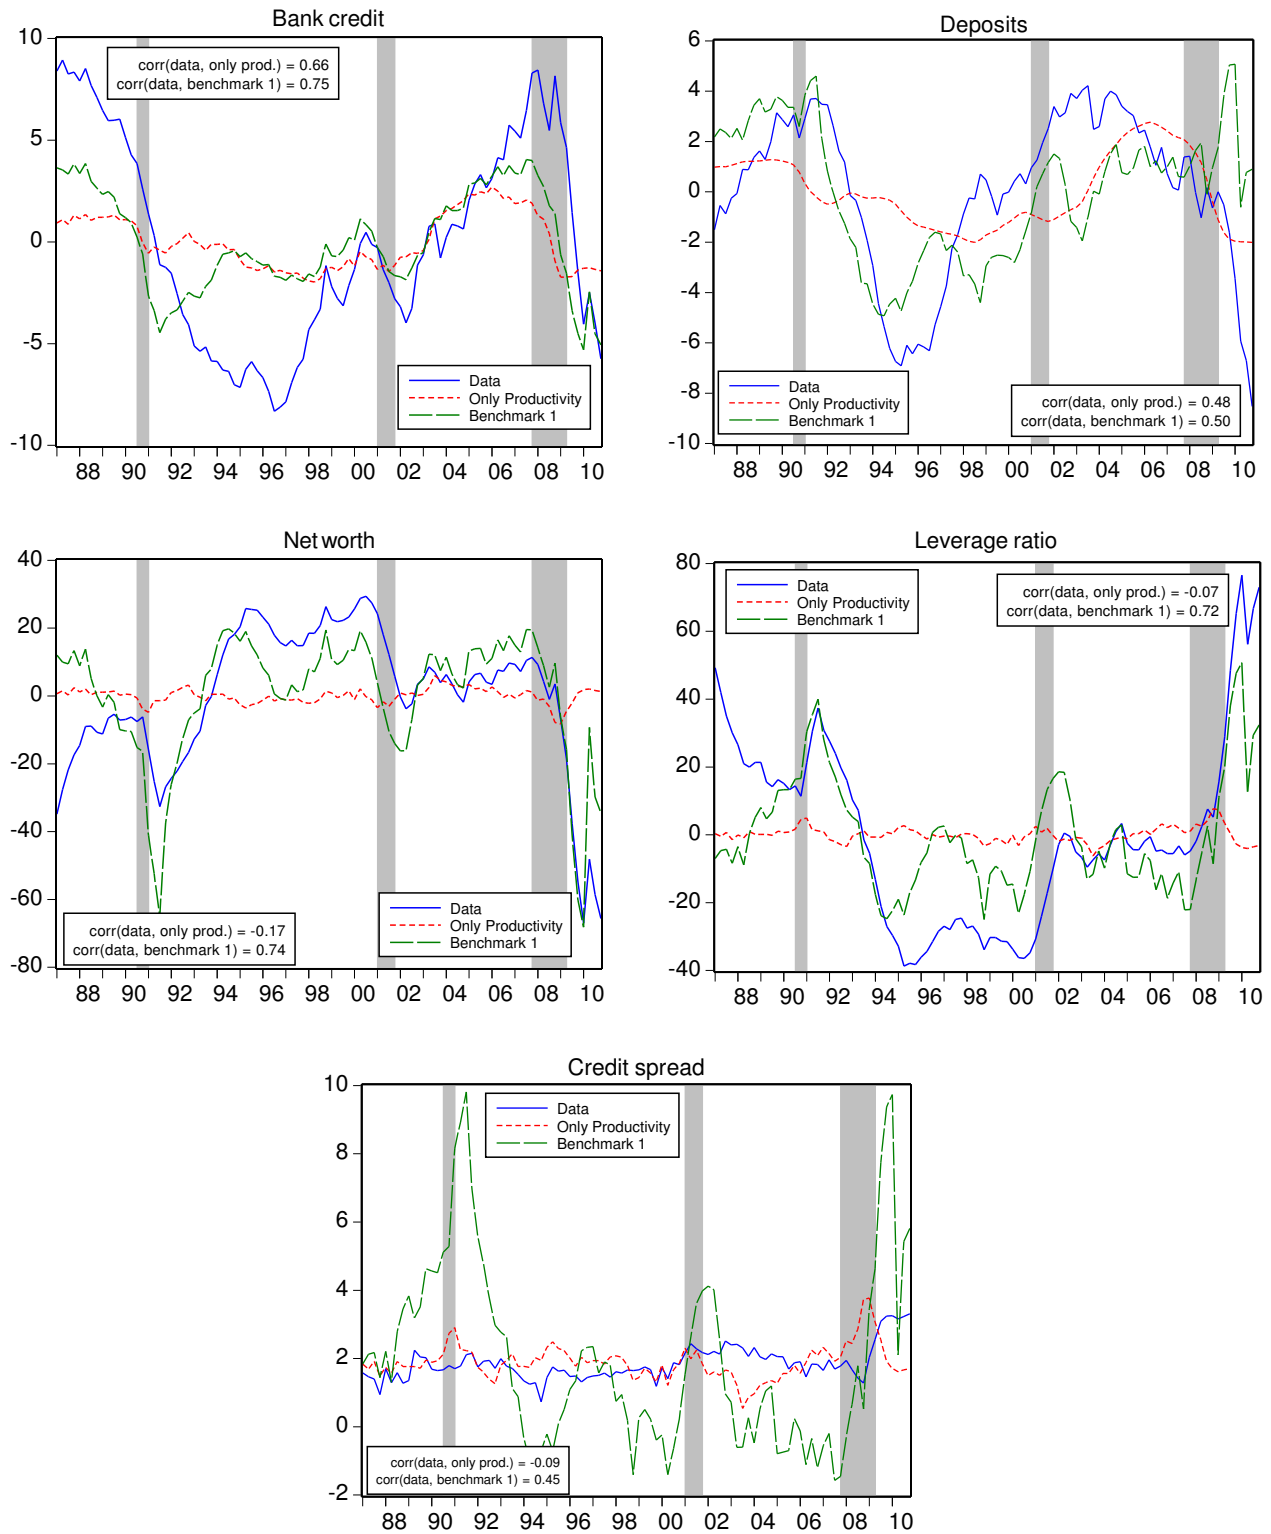 Bank credit
10
5
0
-5
-10
corr(data, only prod.) = 0.66
corr(data, benchmark 1) = 0.75
Data
Only Productivity
Benchmark 1
88 90 92 94 96 98 00 02 04 06 08 10
Deposits
6
4
2
0
-2
-4
-6
-8
-10
Data
Only Productivity
Benchmark 1
corr(data, only prod.) = 0.48
corr(data, benchmark 1) = 0.50
88 90 92 94 96 98 00 02 04 06 08 10
Net worth
40
20
0
-20
-40
-60
-80
corr(data, only prod.) = -0.17
corr(data, benchmark 1) = 0.74
Data
Only Productivity
Benchmark 1
88 90 92 94 96 98 00 02 04 06 08 10
Leverage ratio
80
60
40
20
0
-20
-40
Data
Only Productivity
Benchmark 1
corr(data, only prod.) = -0.07
corr(data, benchmark 1) = 0.72
88 90 92 94 96 98 00 02 04 06 08 10
Credit spread
10
8
6
4
2
0
-2
Data
Only Productivity
Benchmark 1
corr(data, only prod.) = -0.09
corr(data, benchmark 1) = 0.45
88 90 92 94 96 98 00 02 04 06 08 10